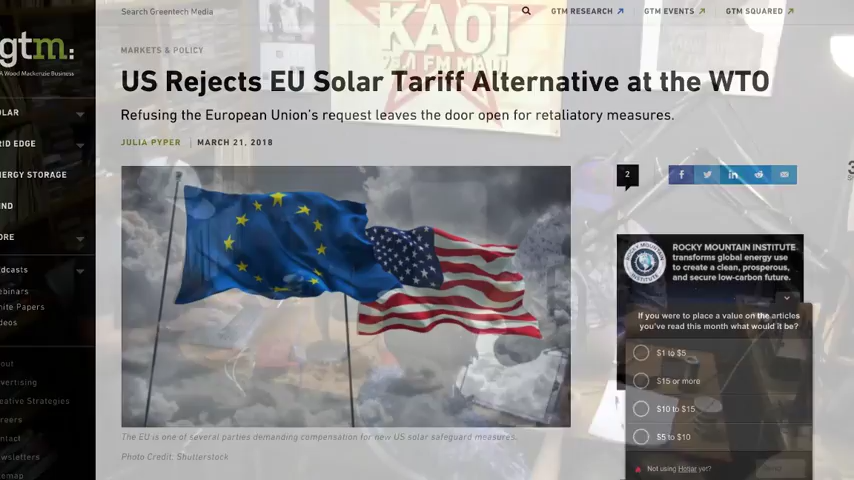 Search Greentech Media
GTM RESEARCH
GTM EVENTS
GTM SQUARED
KAOI
gtm:
A Wood Mackenzie Business
MARKETS & POLICY
US Rejects EU Solar Tariff Alternative at the WTO
Refusing the European Union's request leaves the door open for retaliatory measures.
JULIA PYPER | MARCH 21, 2018
OLAR
RID EDGE
NERGY STORAGE
ND
ORE
dcasts
ebinars
hite Papers
deos
out
vertising
eative Strategies
reers
ntact
wsletters
temap
2
ROCKY MOUNTAIN INSTITUTE
transforms global energy use
to create a clean, prosperous,
and secure low-carbon future.
If you were to place a value on the articles
you've read this month what would it be?
$1 to $5
$15 or more
$10 to $15
$5 to $10
Not using Honar yet?
The EU is one of several parties demanding compensation for new US solar safeguard measures.
Photo Credit: Shutterstock